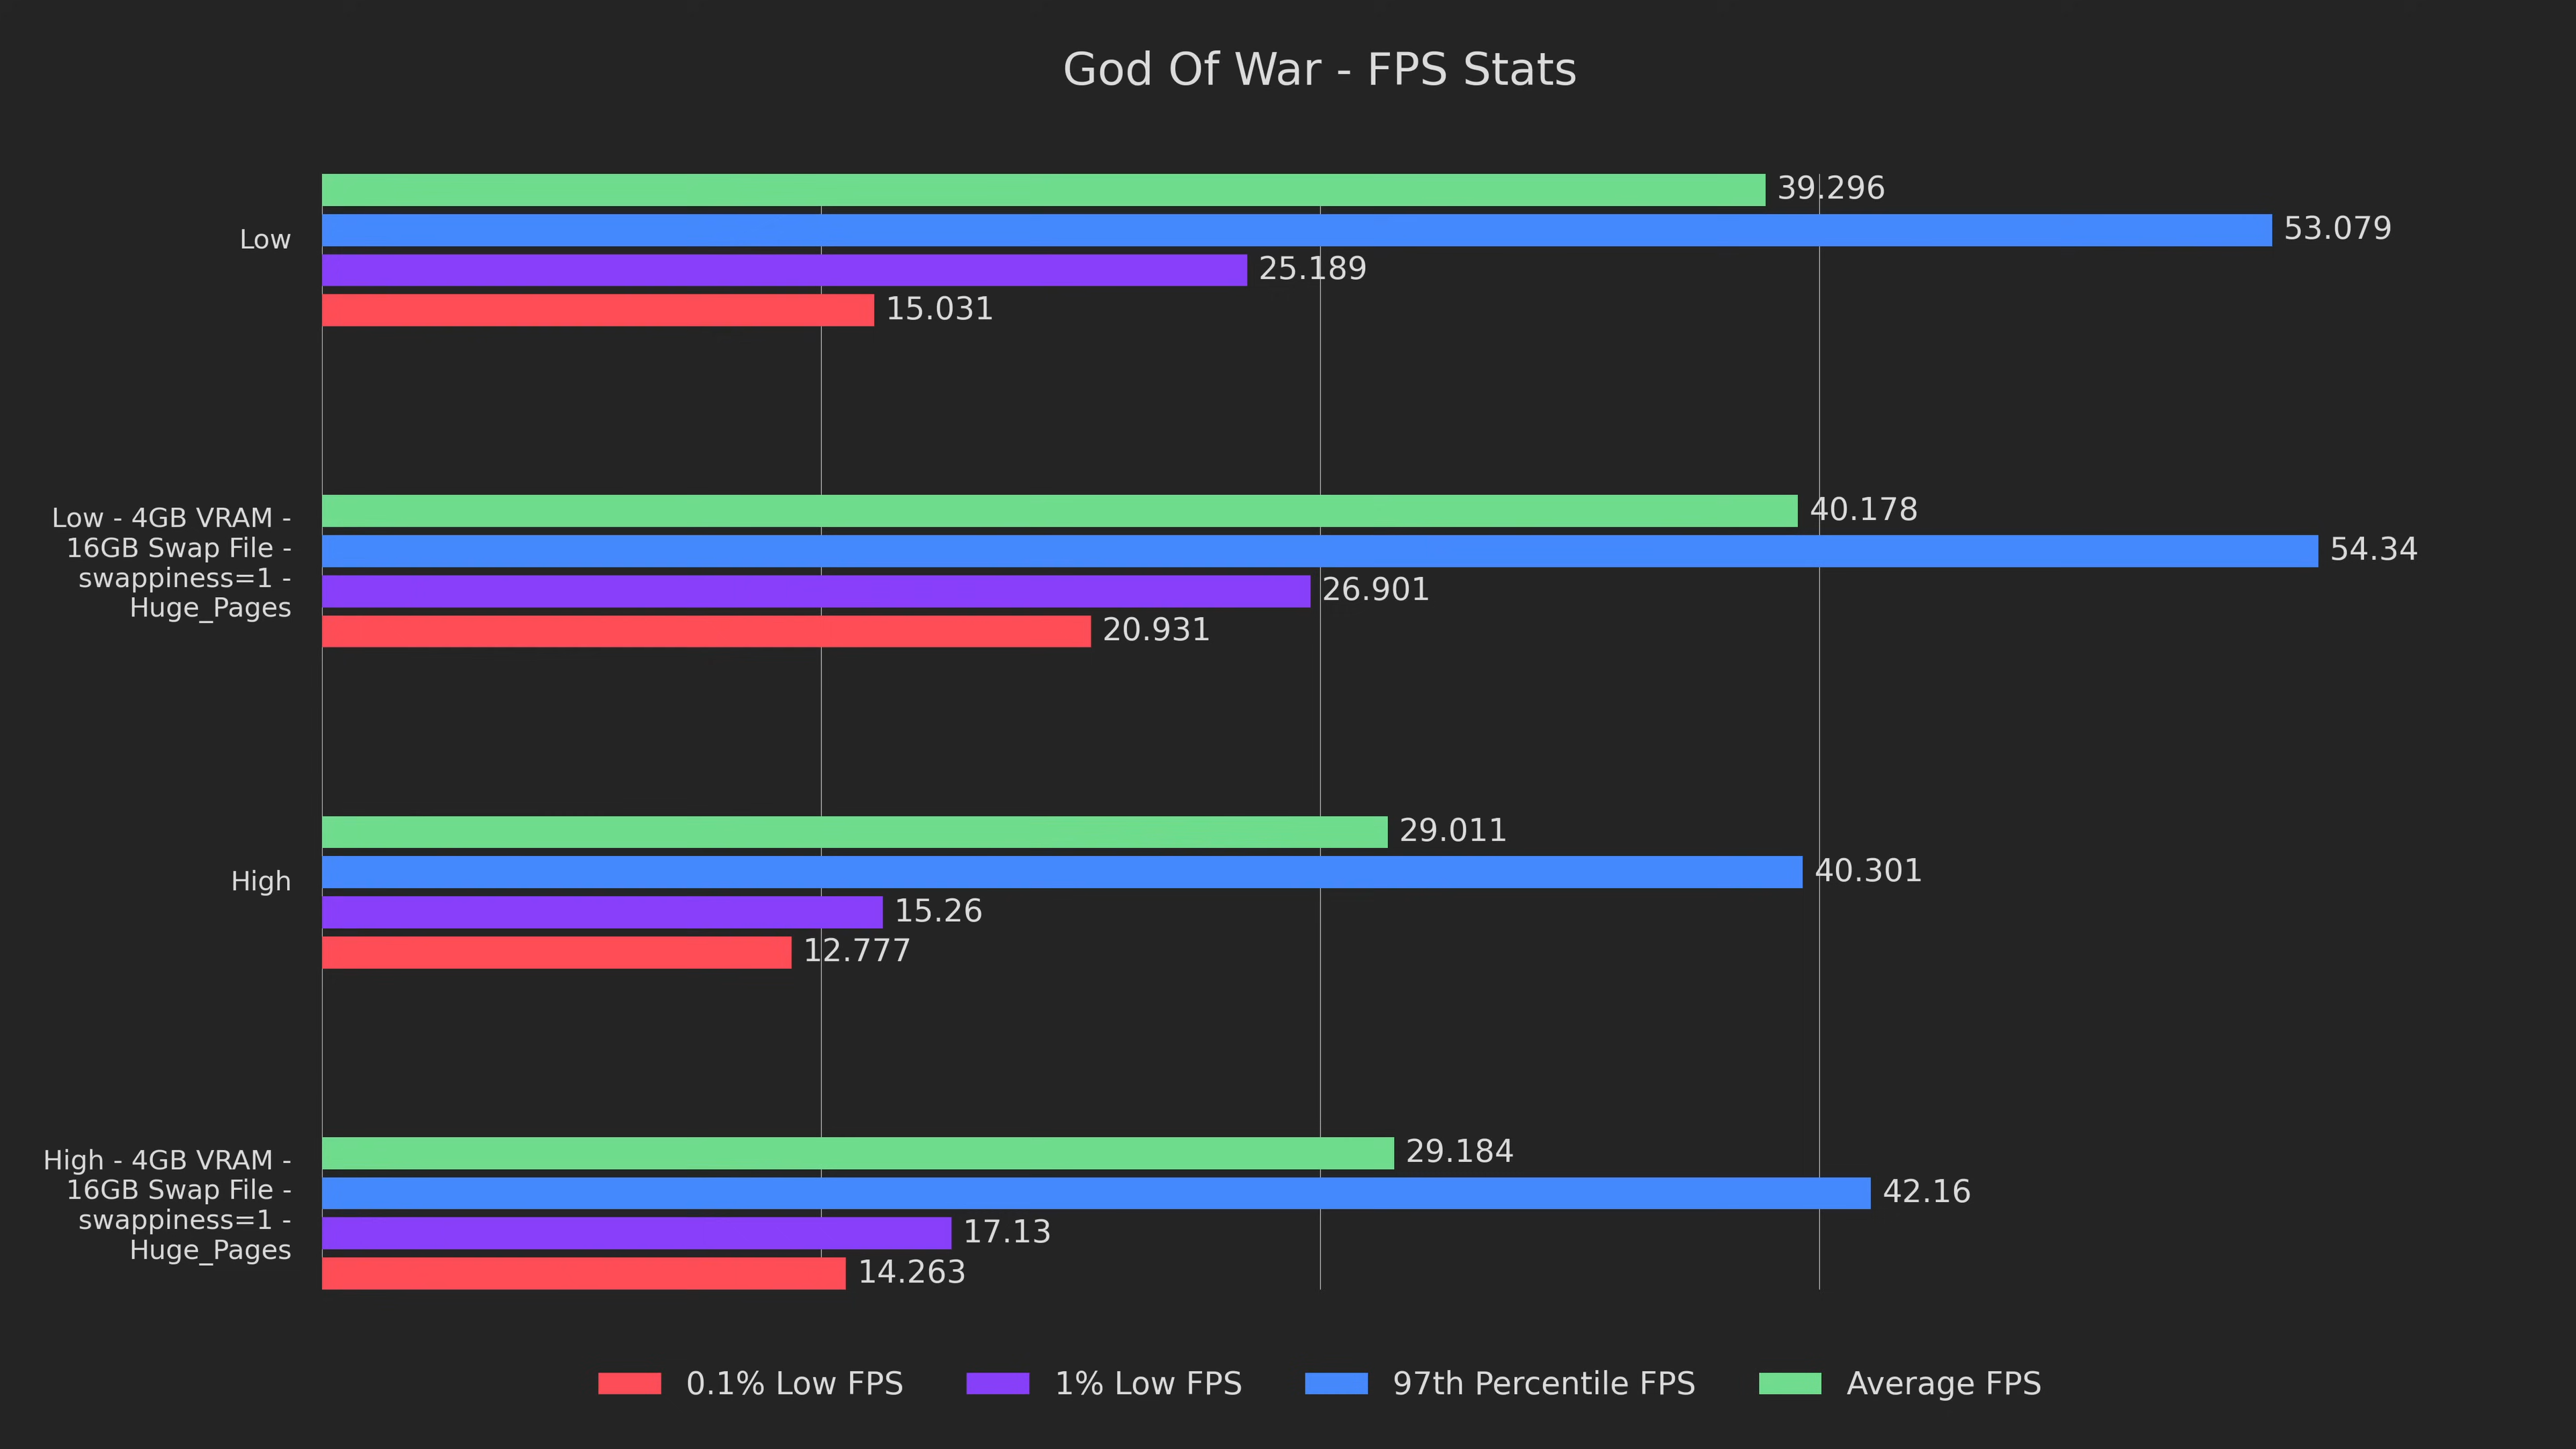 God Of War - FPS Stats
39.296
53.079
Low
25.189
15.031
40.178
Low - 4GB VRAM -
16GB Swap File -
swappiness=1 -
Huge_Pages
54.34
26.901
20.931
29.011
40.301
High
15.26
12.777
29.184
High - 4GB VRAM -
16GB Swap File -
swappiness=1 -
Huge_Pages
42.16
17.13
14.263
0.1% Low FPS
1% Low FPS
97th Percentile FPS
Average FPS